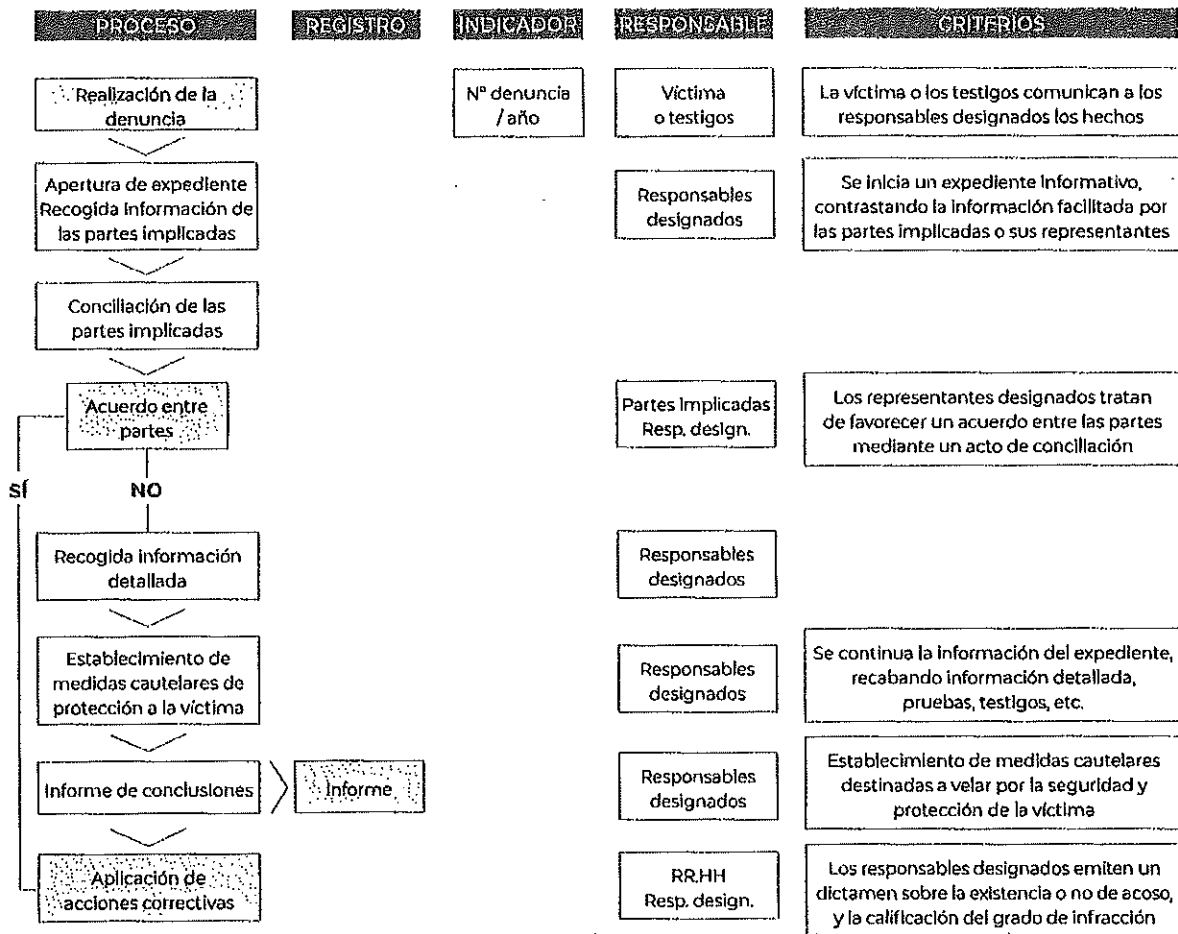 PROCESO REGISTRO INDICADOR RESPONSABLE CRITERIOS
Realización de la
denuncia
Nº denuncia
/ año
Víctima
o testigos
La víctima o los testigos comunican a los
responsables designados los hechos
Apertura de expediente
Recogida información de
las partes implicadas
Responsables
designados
Se inicia un expediente informativo,
contrastando la información facilitada por
las partes implicadas o sus representantes
Conciliación de las
partes implicadas
Acuerdo entre
partes
Partes implicadas
Resp. design.
Los representantes designados tratan
de favorecer un acuerdo entre las partes
mediante un acto de conciliación
SÍ
NO
Recogida información
detallada
Responsables
designados
Establecimiento de
medidas cautelares de
protección a la víctima
Responsables
designados
Se continua la información del expediente,
recabando información detallada,
pruebas, testigos, etc.
Informe de conclusiones
Informe
Responsables
designados
Establecimiento de medidas cautelares
destinadas a velar por la seguridad y
protección de la víctima
Aplicación de
acciones correctivas
RR.HH
Resp. design.
Los responsables designados emiten un
dictamen sobre la existencia o no de acoso,
y la calificación del grado de infracción